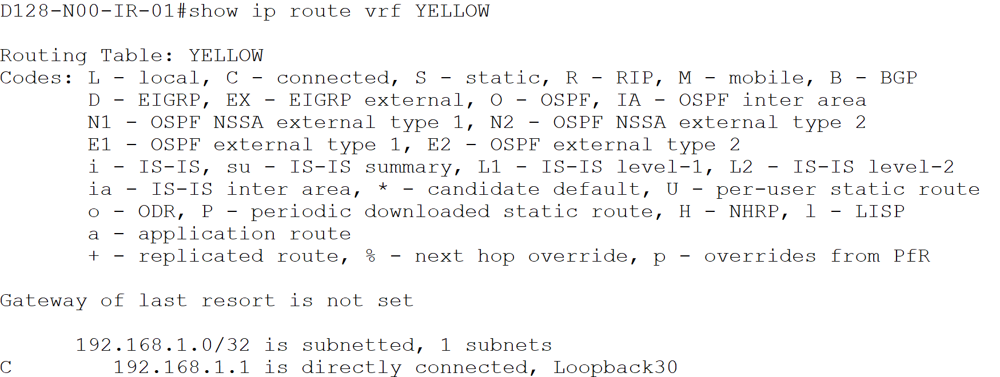 D128-N00-IR-01#show ip route vrf YELLOW
Routing Table: YELLOW
Codes: L - local, C - connected, S - static, R - RIP, M - mobile, B - BGP
D - EIGRP, EX - EIGRP external, O - OSPF, IA - OSPF inter area
N1 - OSPF NSSA external type 1, N2 - OSPF NSSA external type 2
E1 - OSPF external type 1, E2 - OSPF external type 2
i - IS-IS, su - IS-IS summary, L1 - IS-IS level-1, L2 - IS-IS level-2
ia - IS-IS inter area, * - candidate default, U - per-user static route
o - ODR, P - periodic downloaded static route, H - NHRP, l - LISP
a - application route
+ - replicated route, % - next hop override, p - overrides from PfR
Gateway of last resort is not set
192.168.1.0/32 is subnetted, 1 subnets
C 192.168.1.1 is directly connected, Loopback30